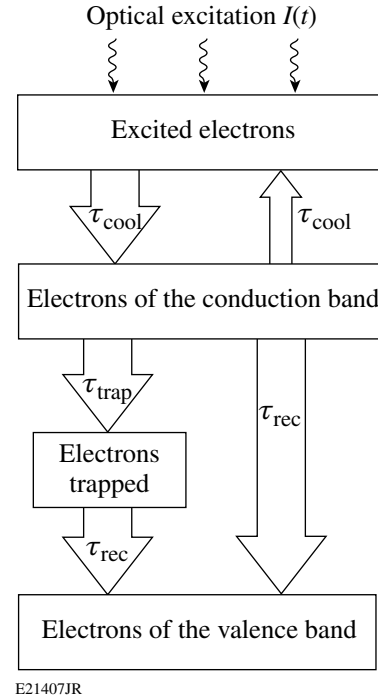 Optical excitation I(t)
Excited electrons
τcool
τcool
Electrons of the conduction band
τtrap
τrec
Electrons
trapped
τrec
Electrons of the valence band
E21407JR